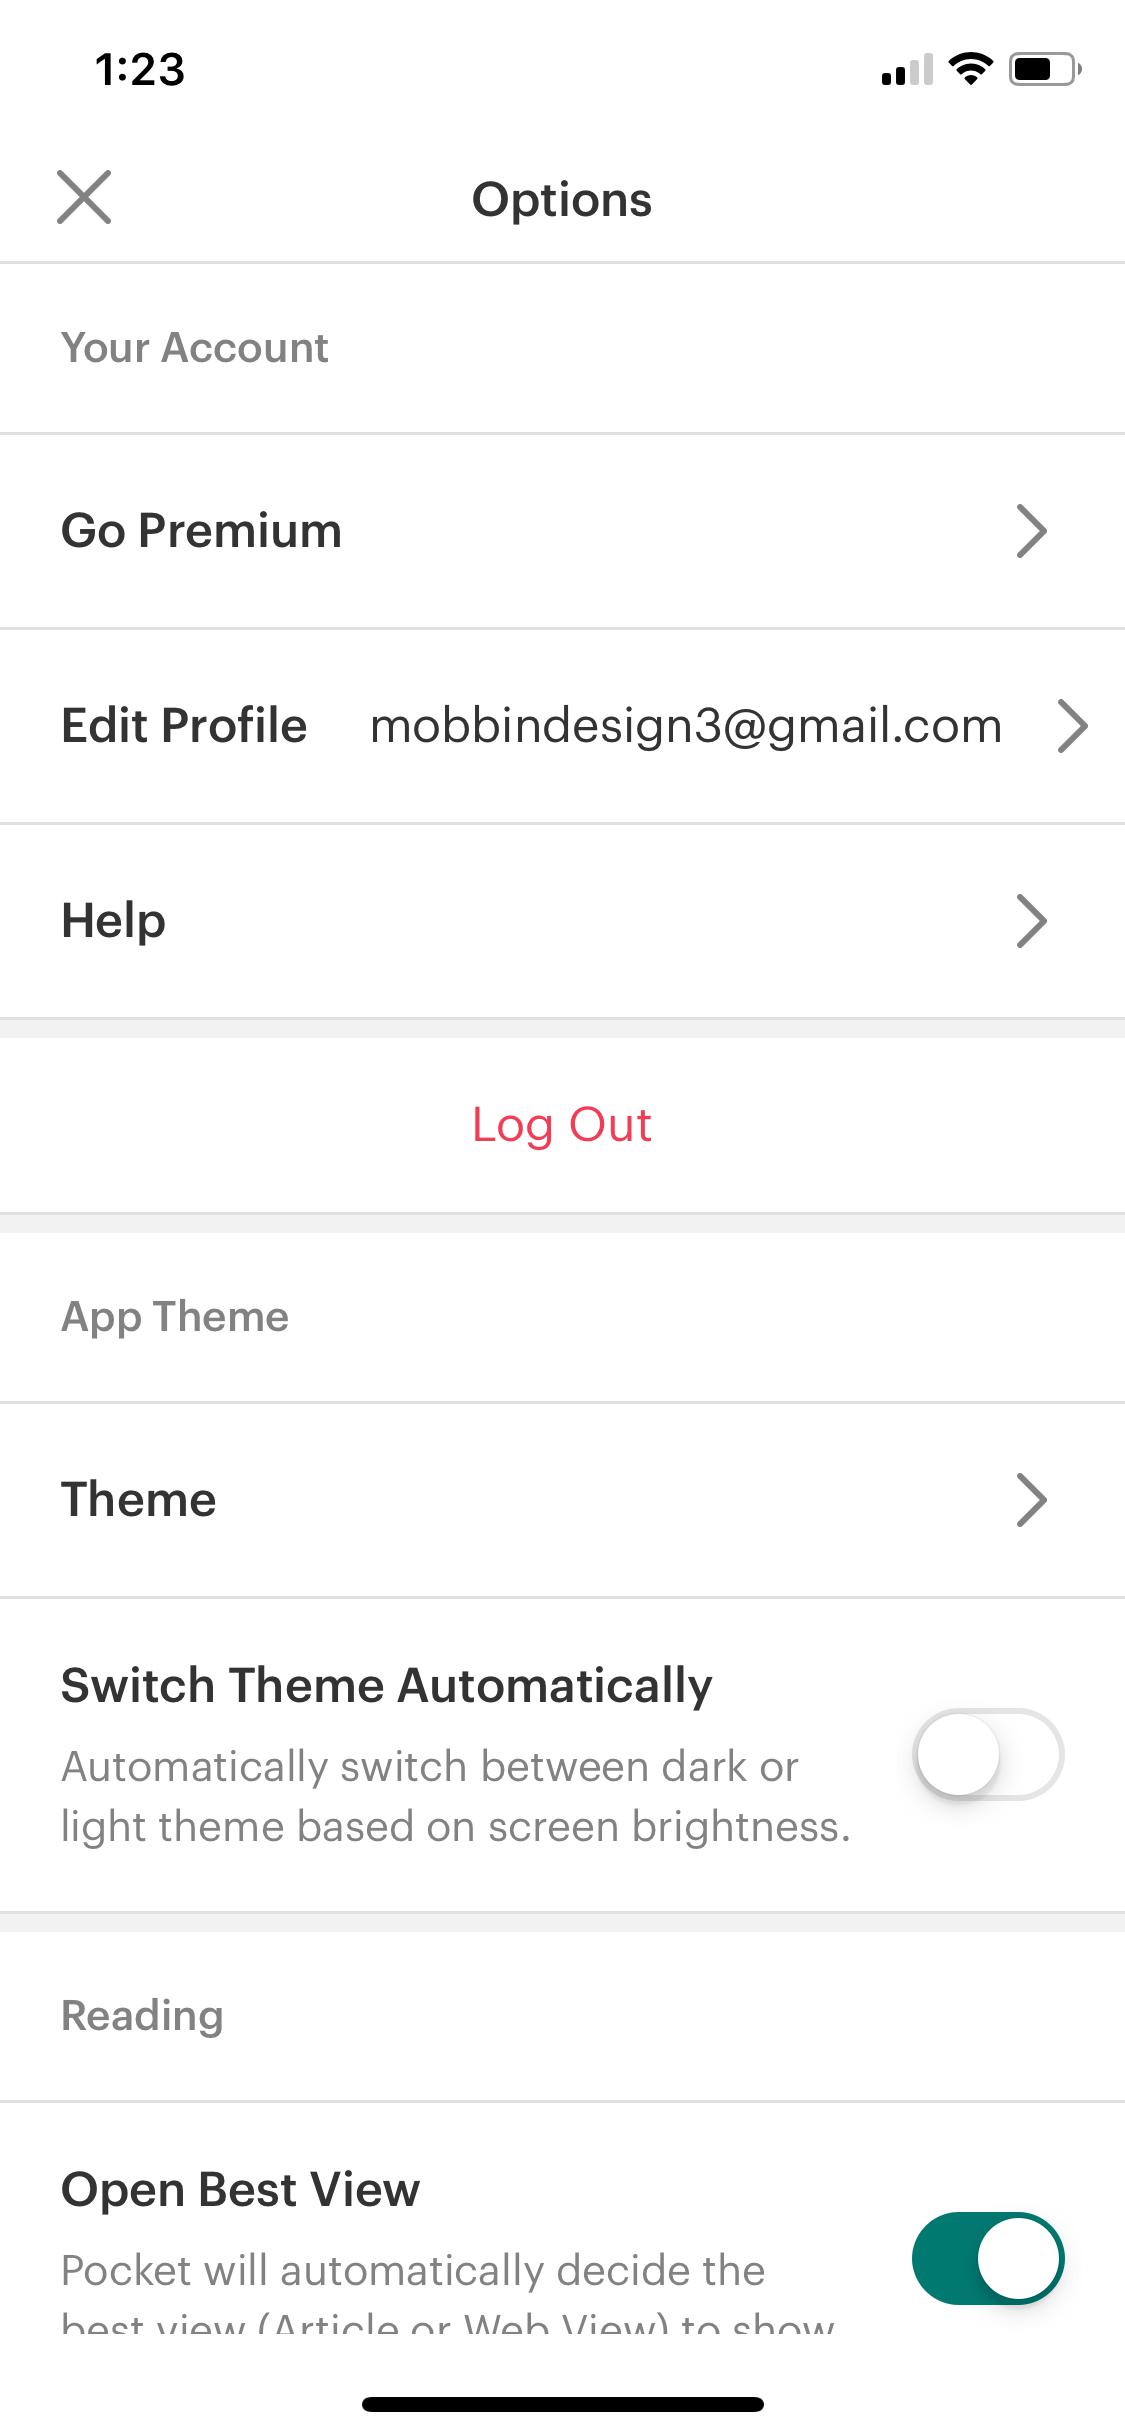 1:23
Options
Your Account
Go Premium
Edit Profile mobbindesign3@gmail.com
Help
Log Out
App Theme
Theme
Switch Theme Automatically
Automatically switch between dark or
light theme based on screen brightness.
Reading
Open Best View
Pocket will automatically decide the
best view (Article or Web View) to show